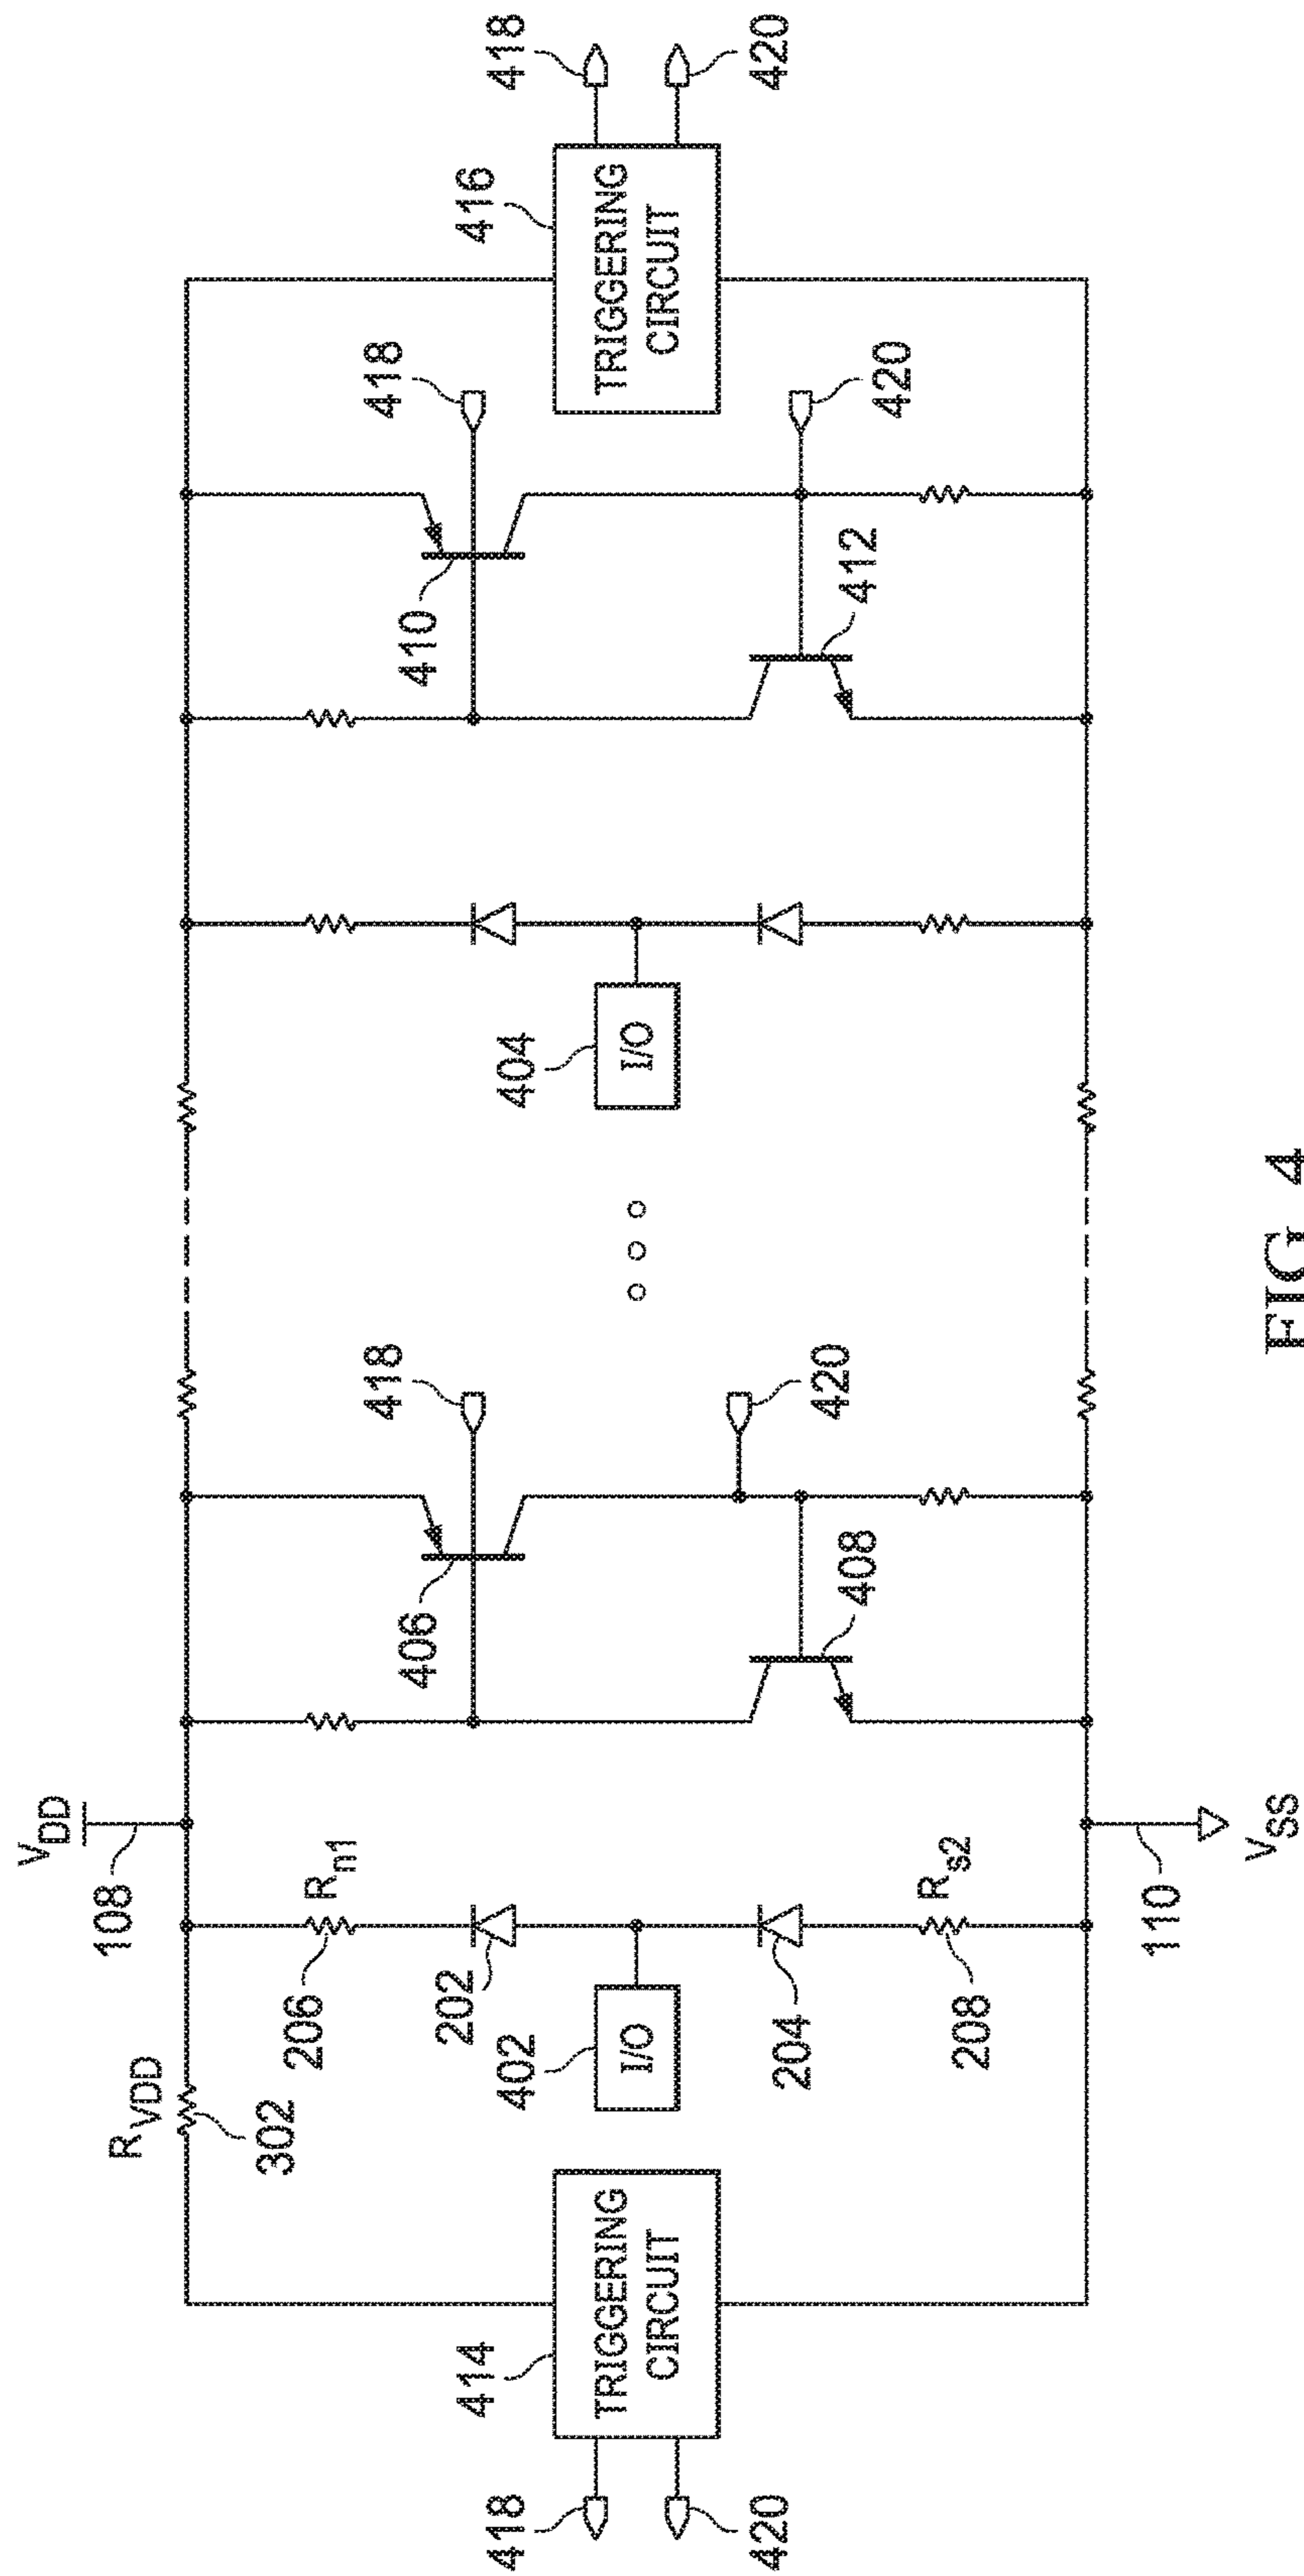 V_DD
108
R_VDD
302
R_n1
206
202
402
I/O
204
R_s2
208
110
V_SS
414
TRIGGERING
CIRCUIT
418
420
406
418
408
420
404
I/O
410
418
412
420
416
TRIGGERING
CIRCUIT
418
420
FIG. 4